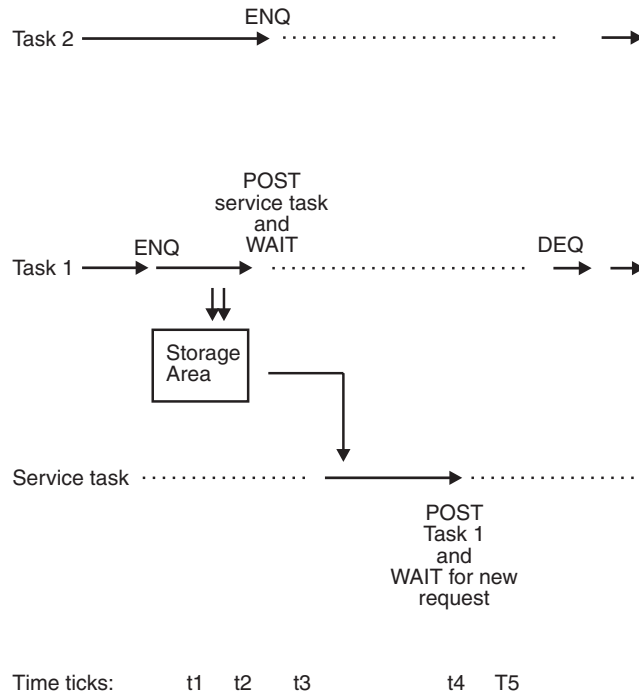 ENQ
Task 2
POST
service task
and
WAIT
ENQ
DEQ
Task 1
Storage
Area
Service task
POST
Task 1
and
WAIT for new
request
Time ticks: t1 t2 t3 t4 T5